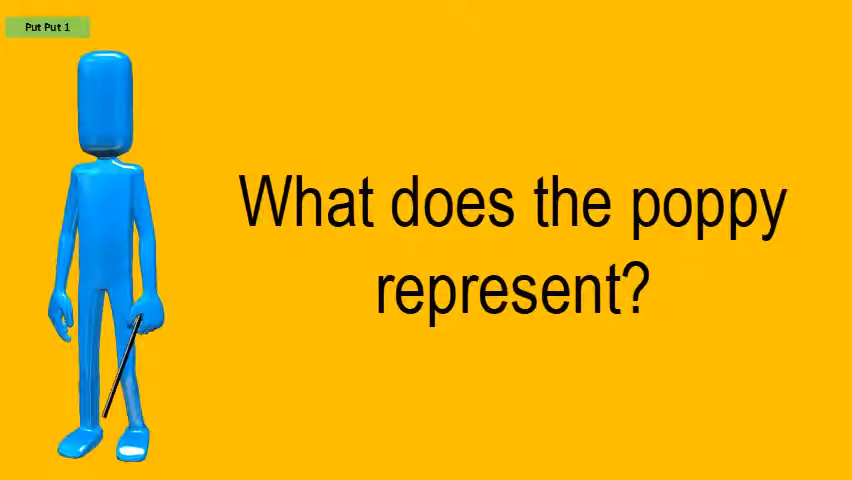 Put Put 1
What does the poppy
represent?